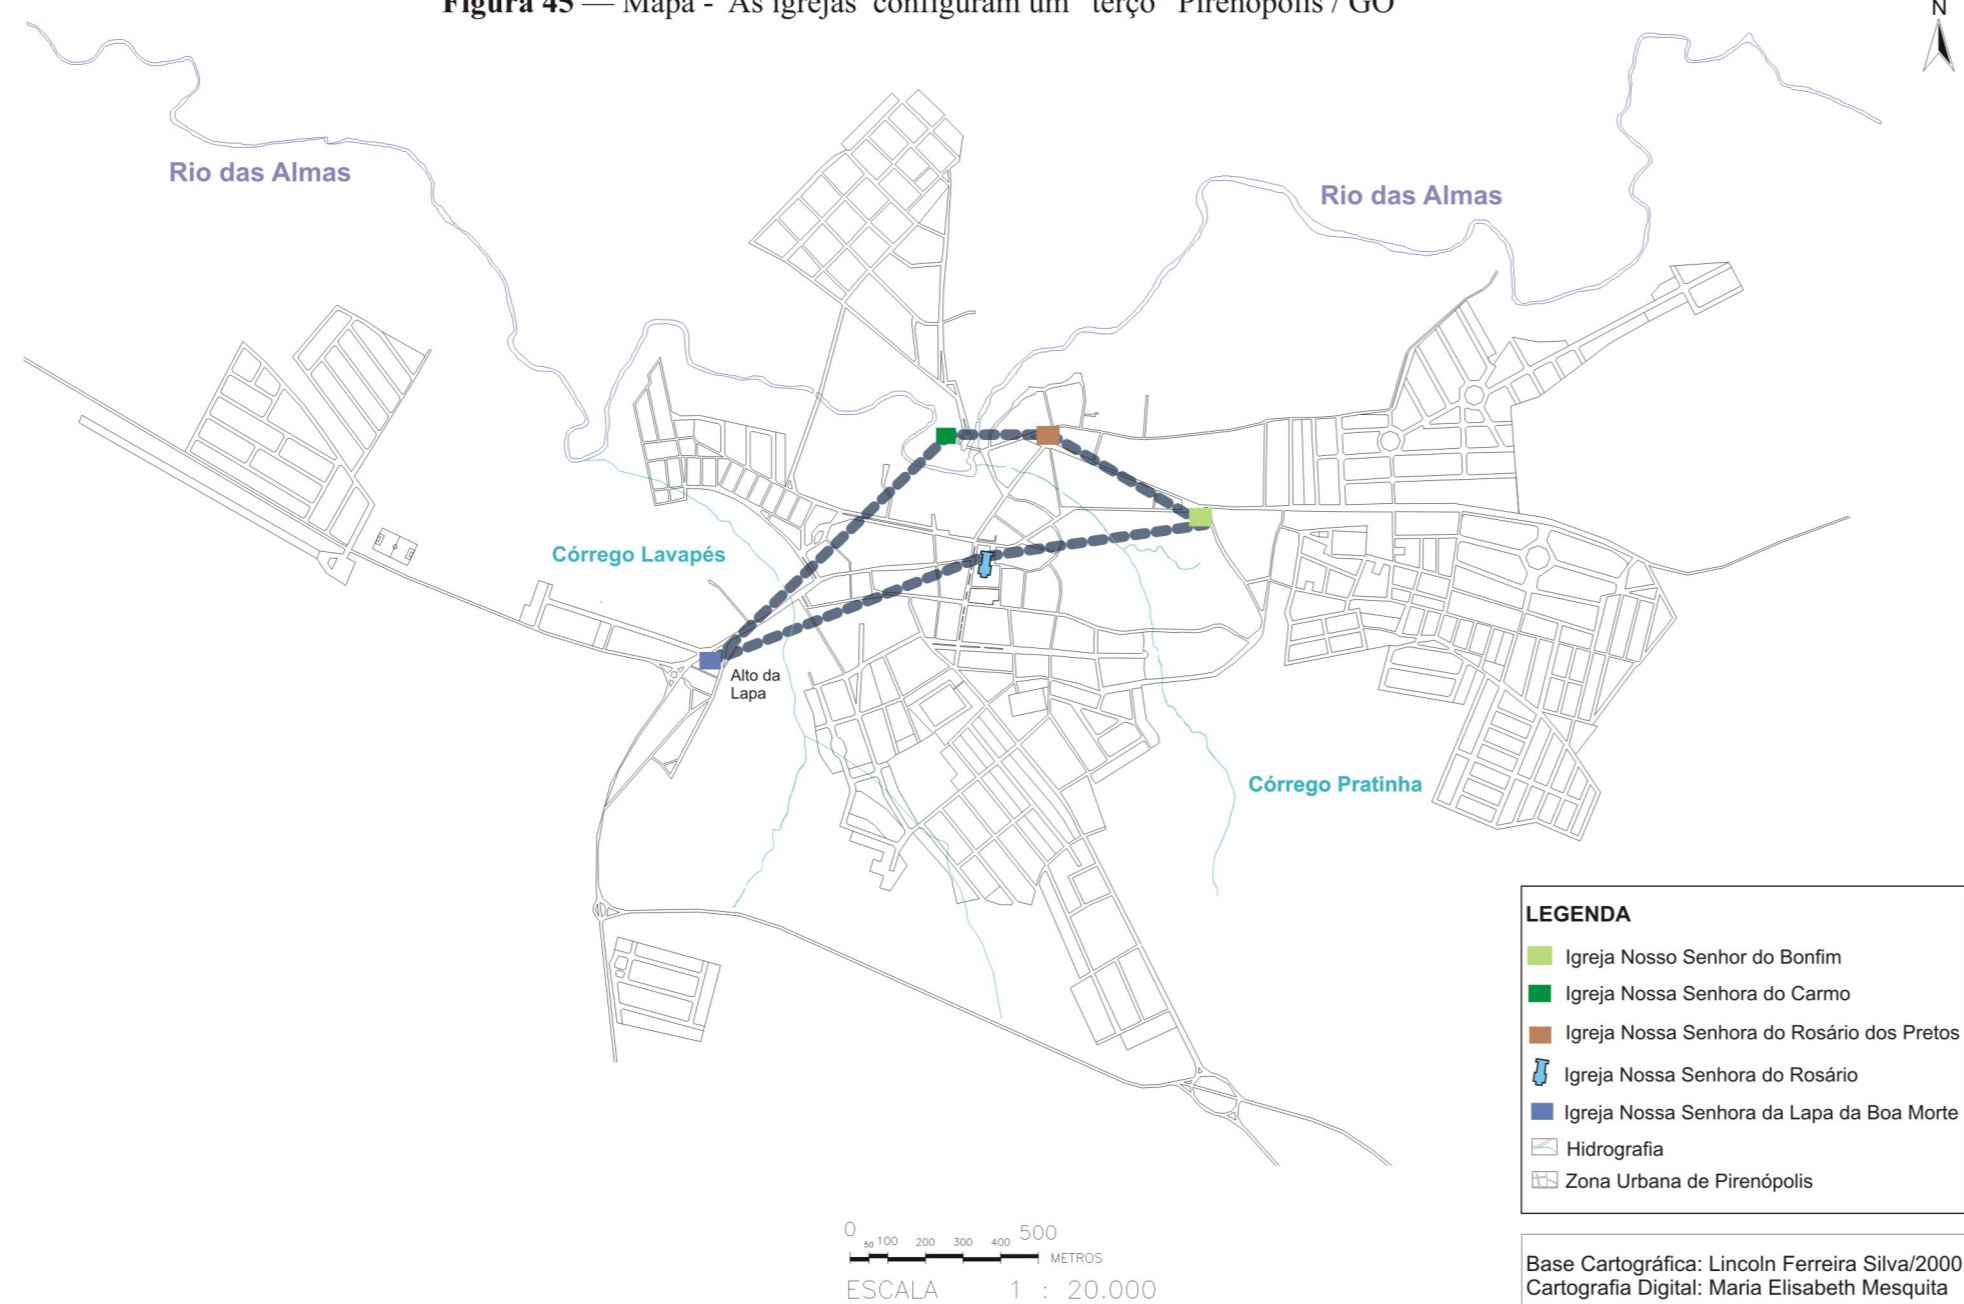 Figura 45 — Mapa - As igrejas configuram um "terço" Pirenópolis / GO
N
Rio das Almas
Rio das Almas
Córrego Lavapés
Alto da
Lapa
Córrego Pratinha
LEGENDA
Igreja Nosso Senhor do Bonfim
Igreja Nossa Senhora do Carmo
Igreja Nossa Senhora do Rosário dos Pretos
Igreja Nossa Senhora do Rosário
Igreja Nossa Senhora da Lapa da Boa Morte
Hidrografia
Zona Urbana de Pirenópolis
0 50 100 200 300 400 500
METROS
ESCALA 1 : 20.000
Base Cartográfica: Lincoln Ferreira Silva/2000
Cartografia Digital: Maria Elisabeth Mesquita